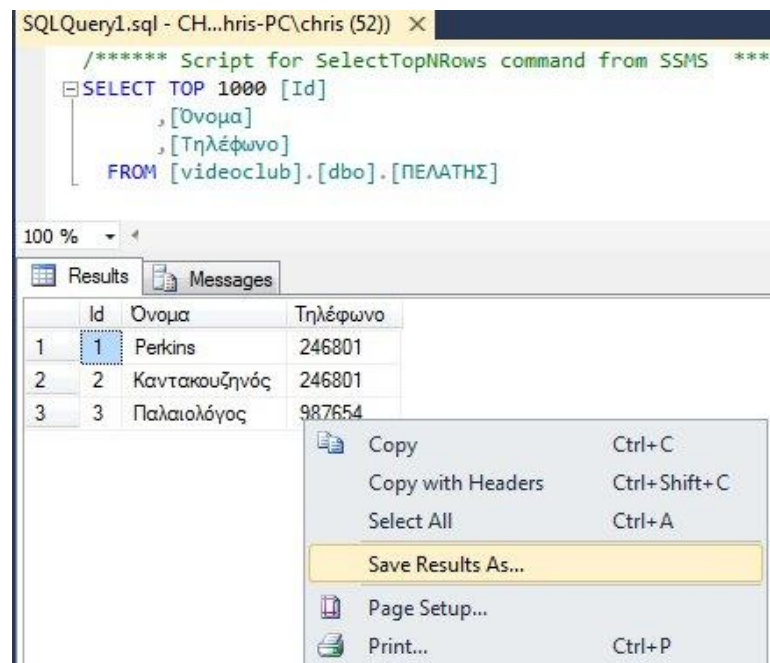 SQLQuery1.sql - CH...hris-PC\chris (52)) ×
/****** Script for SelectTopNRows command from SSMS ***
SELECT TOP 1000 [Id]
,[Όνομα]
,[Τηλέφωνο]
FROM [videoclub].[dbo].[ΠΕΛΑΤΗΣ]
100 %
Results Messages
Id Όνομα Τηλέφωνο
1 1 Perkins 246801
2 2 Καντακουζηνός 246801
3 3 Παλαιολόγος 987654
Copy Ctrl+C
Copy with Headers Ctrl+Shift+C
Select All Ctrl+A
Save Results As...
Page Setup...
Print... Ctrl+P